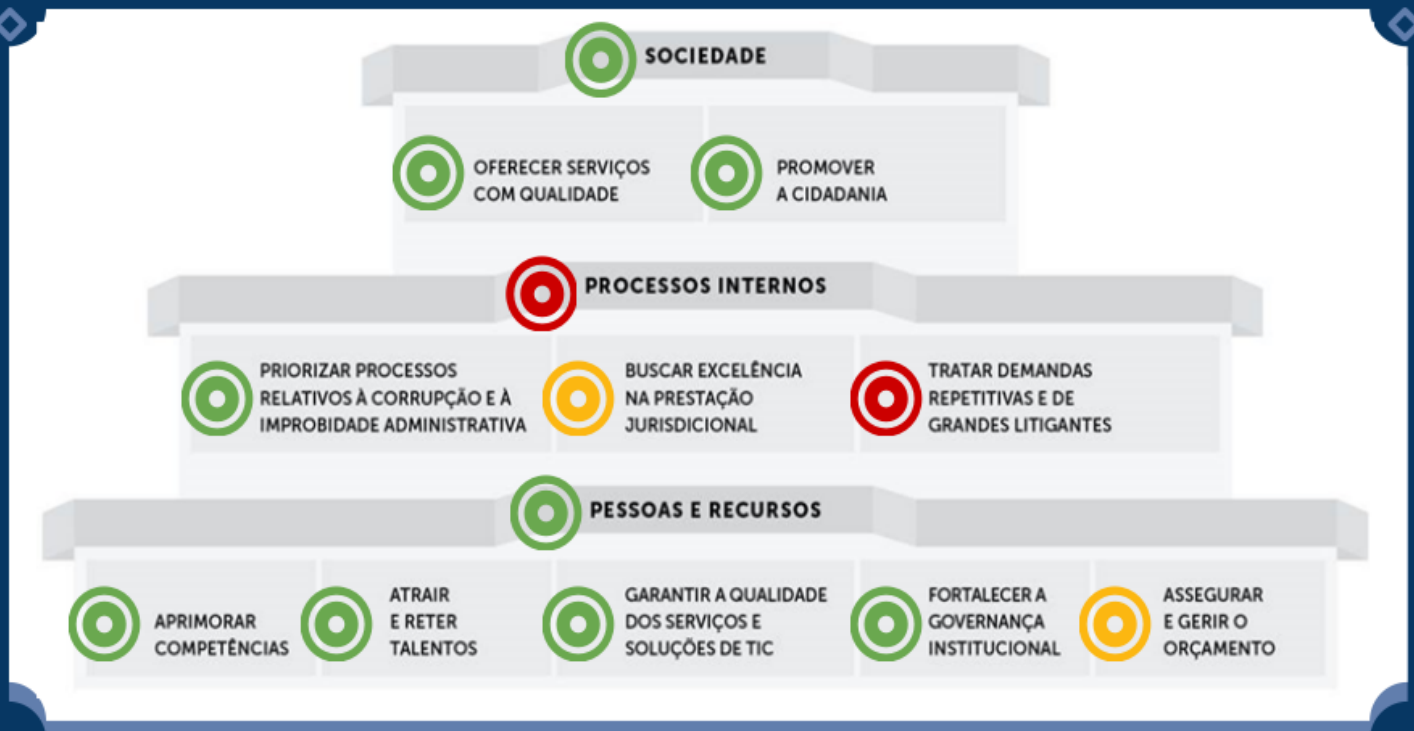 SOCIEDADE
OFERECER SERVIÇOS
COM QUALIDADE
PROMOVER
A CIDADANIA
PROCESSOS INTERNOS
PRIORIZAR PROCESSOS
RELATIVOS À CORRUPÇÃO E À
IMPROBIDADE ADMINISTRATIVA
BUSCAR EXCELÊNCIA
NA PRESTAÇÃO
JURISDICIONAL
TRATAR DEMANDAS
REPETITIVAS E DE
GRANDES LITIGANTES
PESSOAS E RECURSOS
APRIMORAR
COMPETÊNCIAS
ATRAIR
E RETER
TALENTOS
GARANTIR A QUALIDADE
DOS SERVIÇOS E
SOLUÇÕES DE TIC
FORTALECER A
GOVERNANÇA
INSTITUCIONAL
ASSEGURAR
E GERIR O
ORÇAMENTO